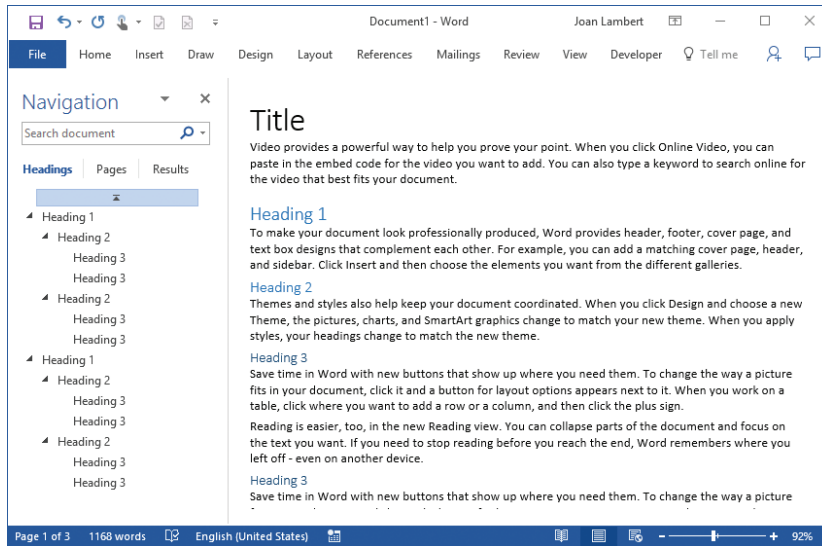 Document1 - Word
Joan Lambert
File Home Insert Draw Design Layout References Mailings Review View Developer Tell me
Navigation
Search document
Headings Pages Results
Heading 1
Heading 2
Heading 3
Heading 3
Heading 2
Heading 3
Heading 3
Heading 1
Heading 2
Heading 3
Heading 3
Heading 2
Heading 3
Heading 3
Title
Video provides a powerful way to help you prove your point. When you click Online Video, you can
paste in the embed code for the video you want to add. You can also type a keyword to search online for
the video that best fits your document.
Heading 1
To make your document look professionally produced, Word provides header, footer, cover page, and
text box designs that complement each other. For example, you can add a matching cover page, header,
and sidebar. Click Insert and then choose the elements you want from the different galleries.
Heading 2
Themes and styles also help keep your document coordinated. When you click Design and choose a new
Theme, the pictures, charts, and SmartArt graphics change to match your new theme. When you apply
styles, your headings change to match the new theme.
Heading 3
Save time in Word with new buttons that show up where you need them. To change the way a picture
fits in your document, click it and a button for layout options appears next to it. When you work on a
table, click where you want to add a row or a column, and then click the plus sign.
Reading is easier, too, in the new Reading view. You can collapse parts of the document and focus on
the text you want. If you need to stop reading before you reach the end, Word remembers where you
left off - even on another device.
Heading 3
Save time in Word with new buttons that show up where you need them. To change the way a picture
Page 1 of 3 1168 words English (United States) 92%